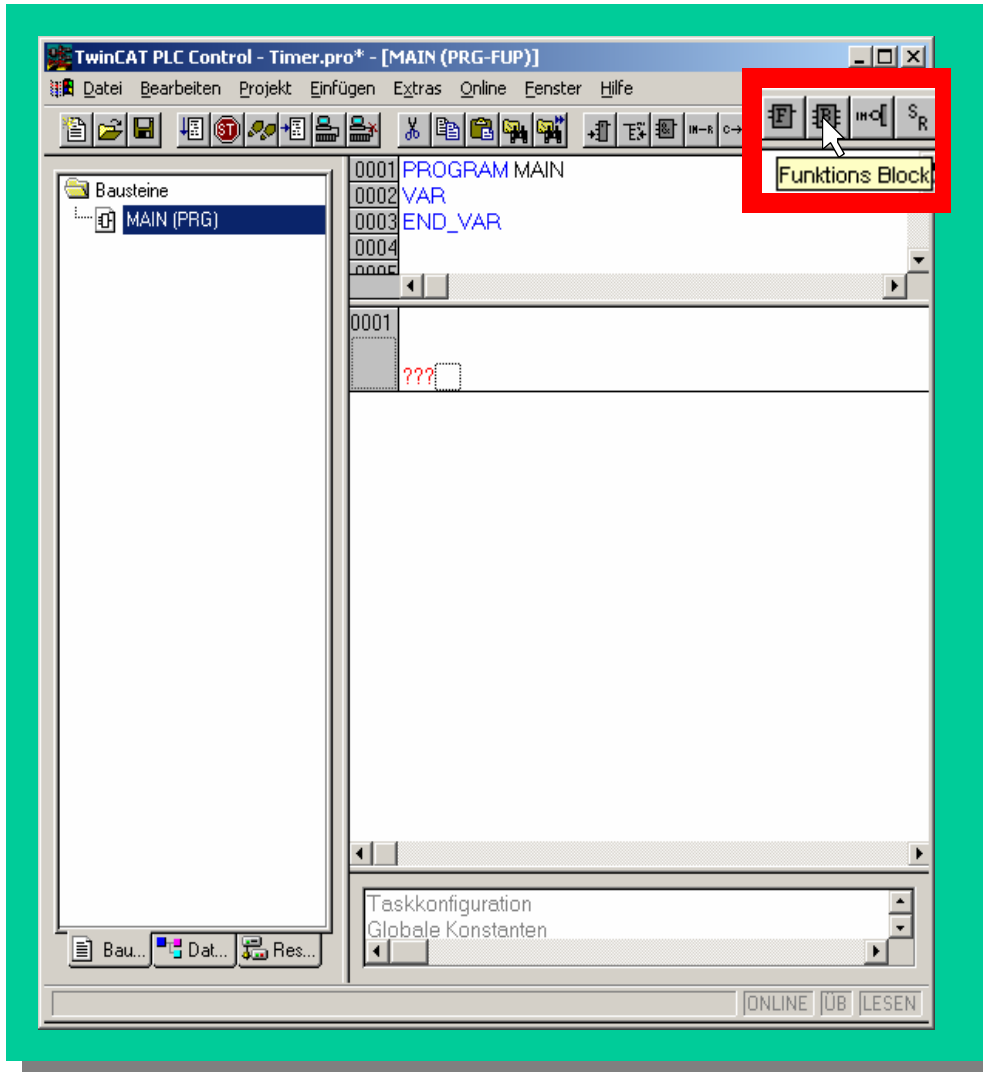 TwinCAT PLC Control - Timer.pro* - [MAIN (PRG-FUP)]
Datei Bearbeiten Projekt Einfügen Extras Online Fenster Hilfe
F B IN S R
Funktions Block
Bausteine
MAIN (PRG)
0001 PROGRAM MAIN
0002 VAR
0003 END_VAR
0004
0005
0001
???
Taskkonfiguration
Globale Konstanten
Bau... Dat... Res...
ONLINE ÜB LESEN